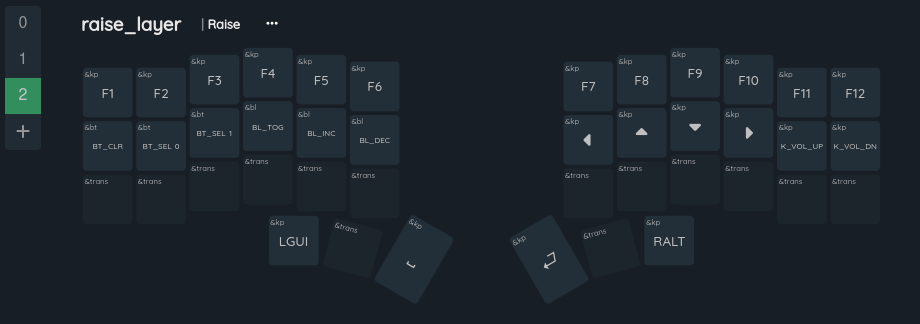 0
1
2
+
raise_layer | Raise ...
&kp F1 &kp F2 &kp F3 &kp F4 &kp F5 &kp F6 &kp F7 &kp F8 &kp F9 &kp F10 &kp F11 &kp F12
&bt BT_CLR &bt BT_SEL 0 &bt BT_SEL 1 &bl BL_TOG &bl BL_INC &bl BL_DEC &kp &kp &kp &kp &kp K_VOL_UP &kp K_VOL_DN
&trans &trans &trans &trans &trans &trans &trans &trans &trans &trans &trans &trans
&kp LGUI &trans &kp &kp &trans &kp RALT